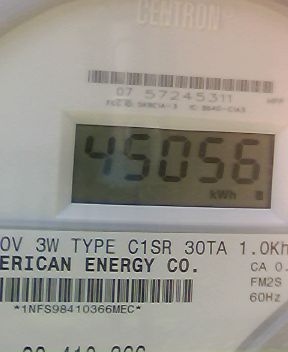 CENTRON
07 57245311
45056
kWh
0V 3W TYPE C1SR 30TA 1.0Kh
ERICAN ENERGY CO.
CA 0.
FM2S
60Hz
*1NFS98410366MEC*